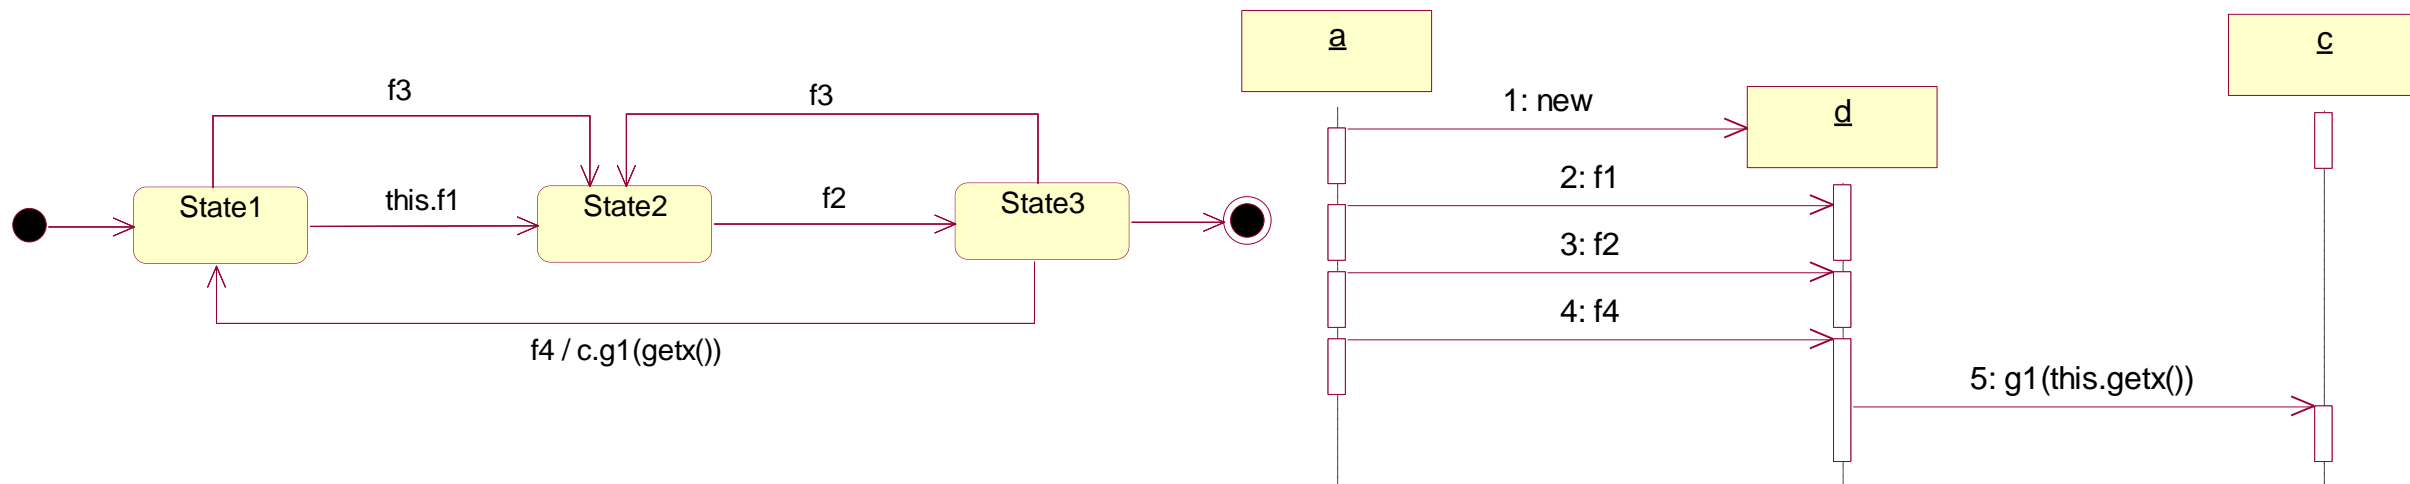 f3
f3
State1
this.f1
State2
f2
State3
f4 / c.g1(getx())
a
c
1: new
d
2: f1
3: f2
4: f4
5: g1(this.getx())